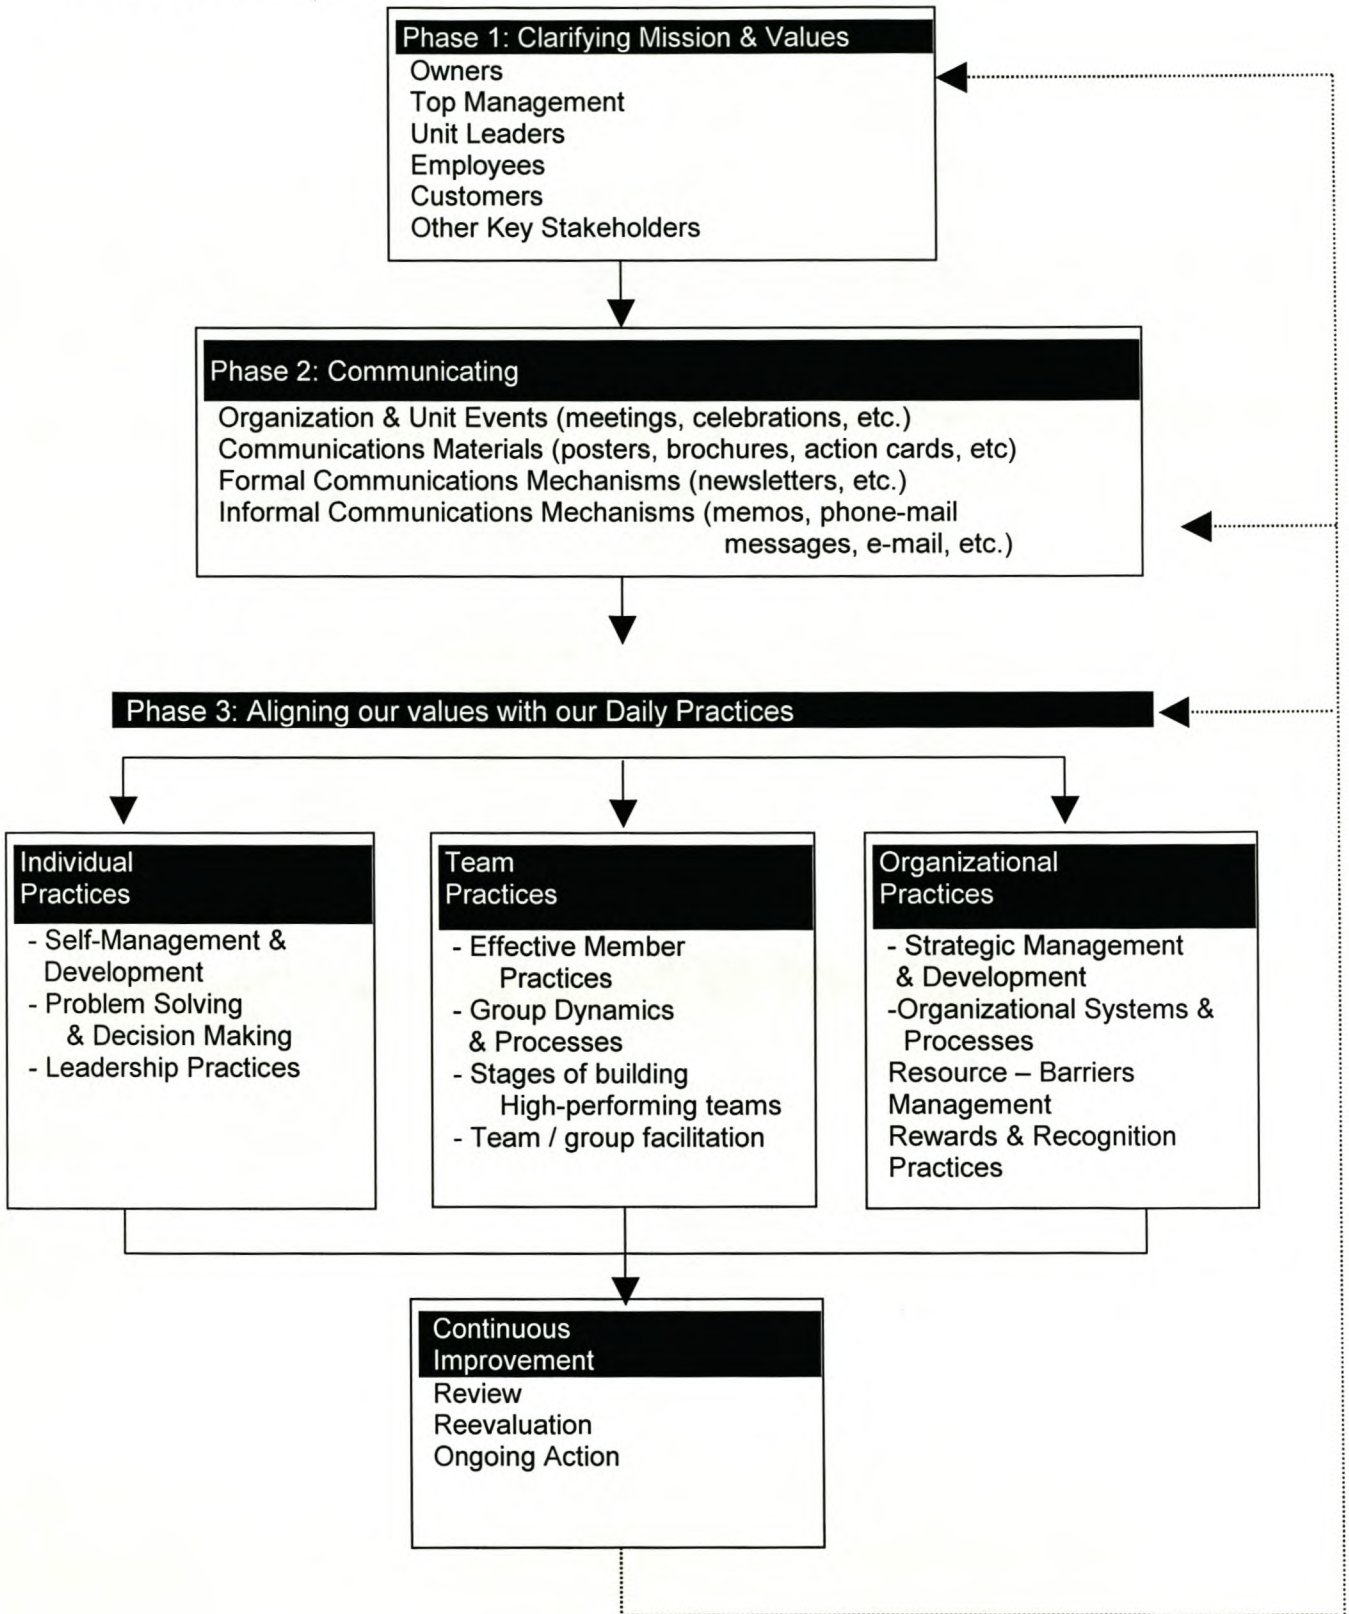 Phase 1: Clarifying Mission & Values
Owners
Top Management
Unit Leaders
Employees
Customers
Other Key Stakeholders
Phase 2: Communicating
Organization & Unit Events (meetings, celebrations, etc.)
Communications Materials (posters, brochures, action cards, etc)
Formal Communications Mechanisms (newsletters, etc.)
Informal Communications Mechanisms (memos, phone-mail
messages, e-mail, etc.)
Phase 3: Aligning our values with our Daily Practices
Individual
Practices
- Self-Management &
Development
- Problem Solving
& Decision Making
- Leadership Practices
Team
Practices
- Effective Member
Practices
- Group Dynamics
& Processes
- Stages of building
High-performing teams
- Team / group facilitation
Organizational
Practices
- Strategic Management
& Development
-Organizational Systems &
Processes
Resource – Barriers
Management
Rewards & Recognition
Practices
Continuous
Improvement
Review
Reevaluation
Ongoing Action